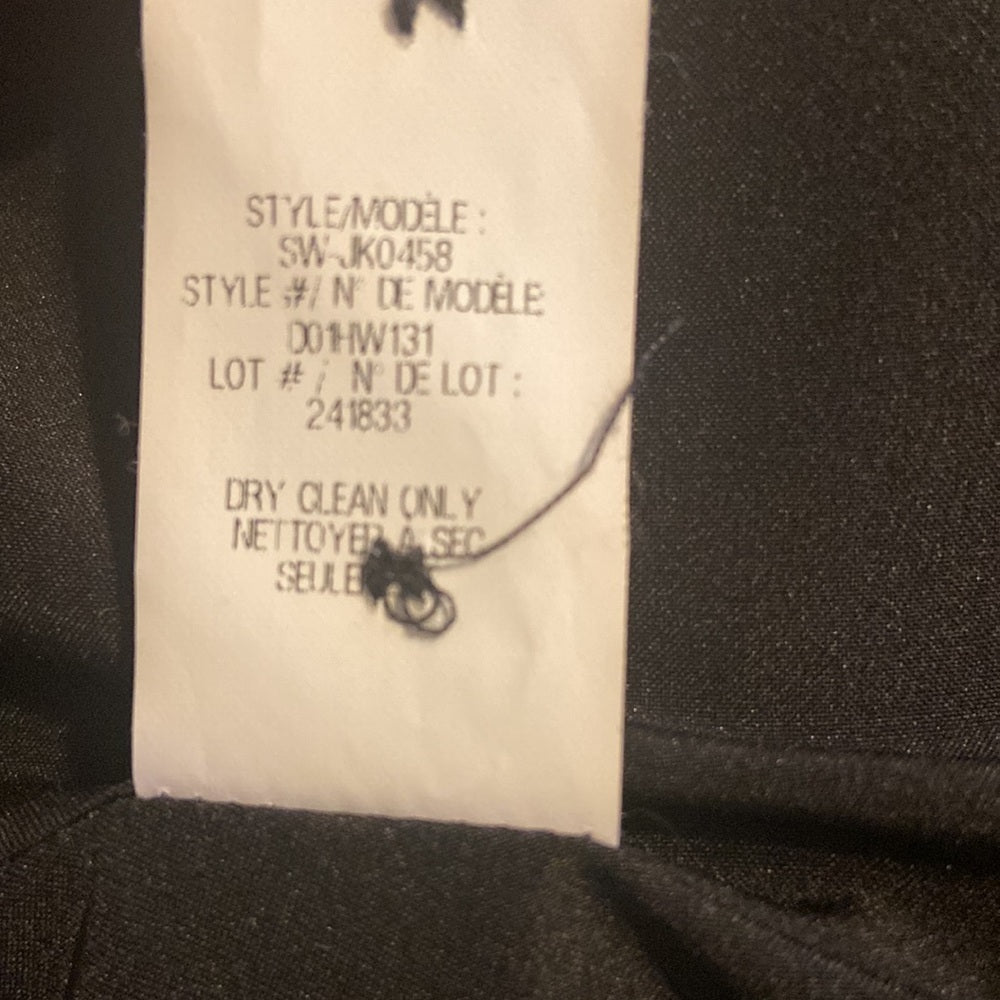 STYLE/MODÈLE :
SW-JK0458
STYLE #/ N° DE MODÈLE
D01HW131
LOT # / N° DE LOT :
241833
DRY CLEAN ONLY
NETTOYER A SEC